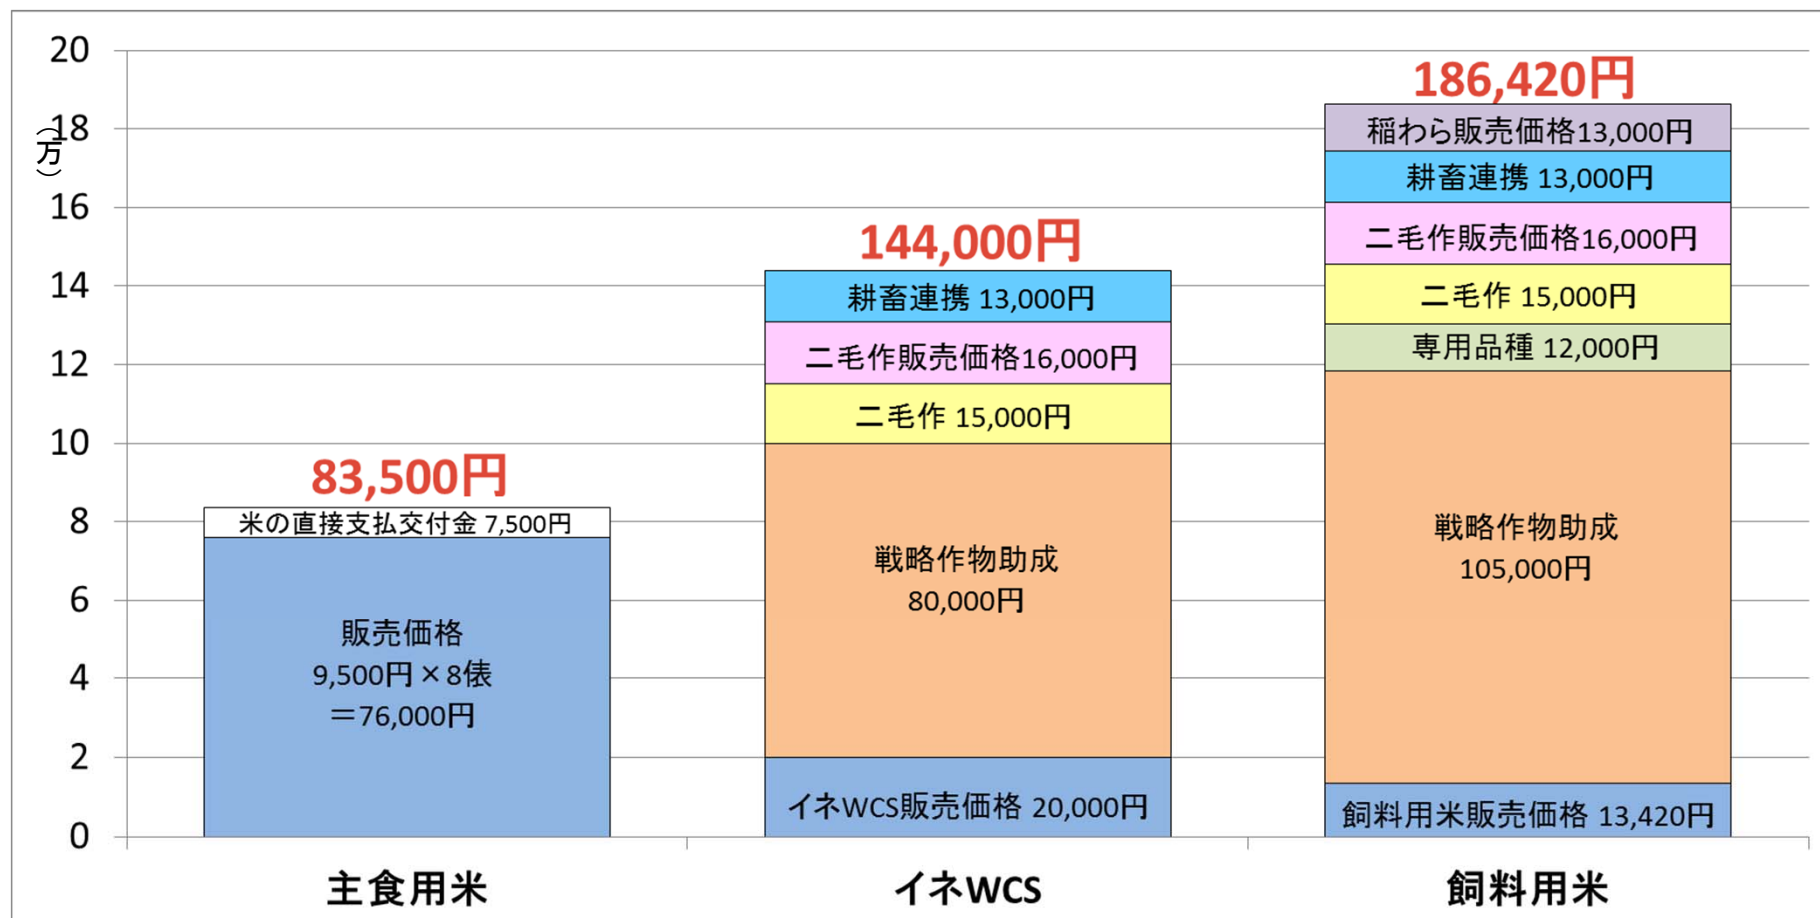 20
18
16
14
12
10
8
6
4
2
0
（万）
83,500円
米の直接支払交付金 7,500円
販売価格
9,500円×8俵
＝76,000円
主食用米
144,000円
耕畜連携 13,000円
二毛作販売価格16,000円
二毛作 15,000円
戦略作物助成
80,000円
イネWCS販売価格 20,000円
イネWCS
186,420円
稲わら販売価格13,000円
耕畜連携 13,000円
二毛作販売価格16,000円
二毛作 15,000円
専用品種 12,000円
戦略作物助成
105,000円
飼料用米販売価格 13,420円
飼料用米